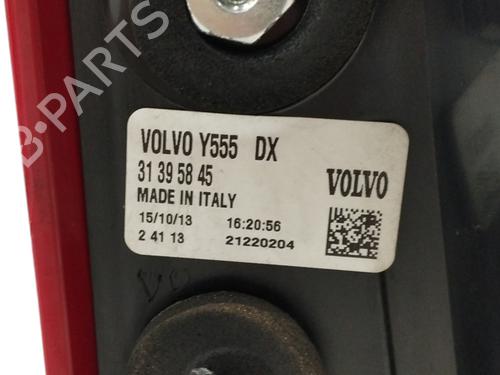 VOLVO Y555 DX
31 39 58 45
MADE IN ITALY
VOLVO
15/10/13 16:20:56
2 41 13 21220204
B-PARTS